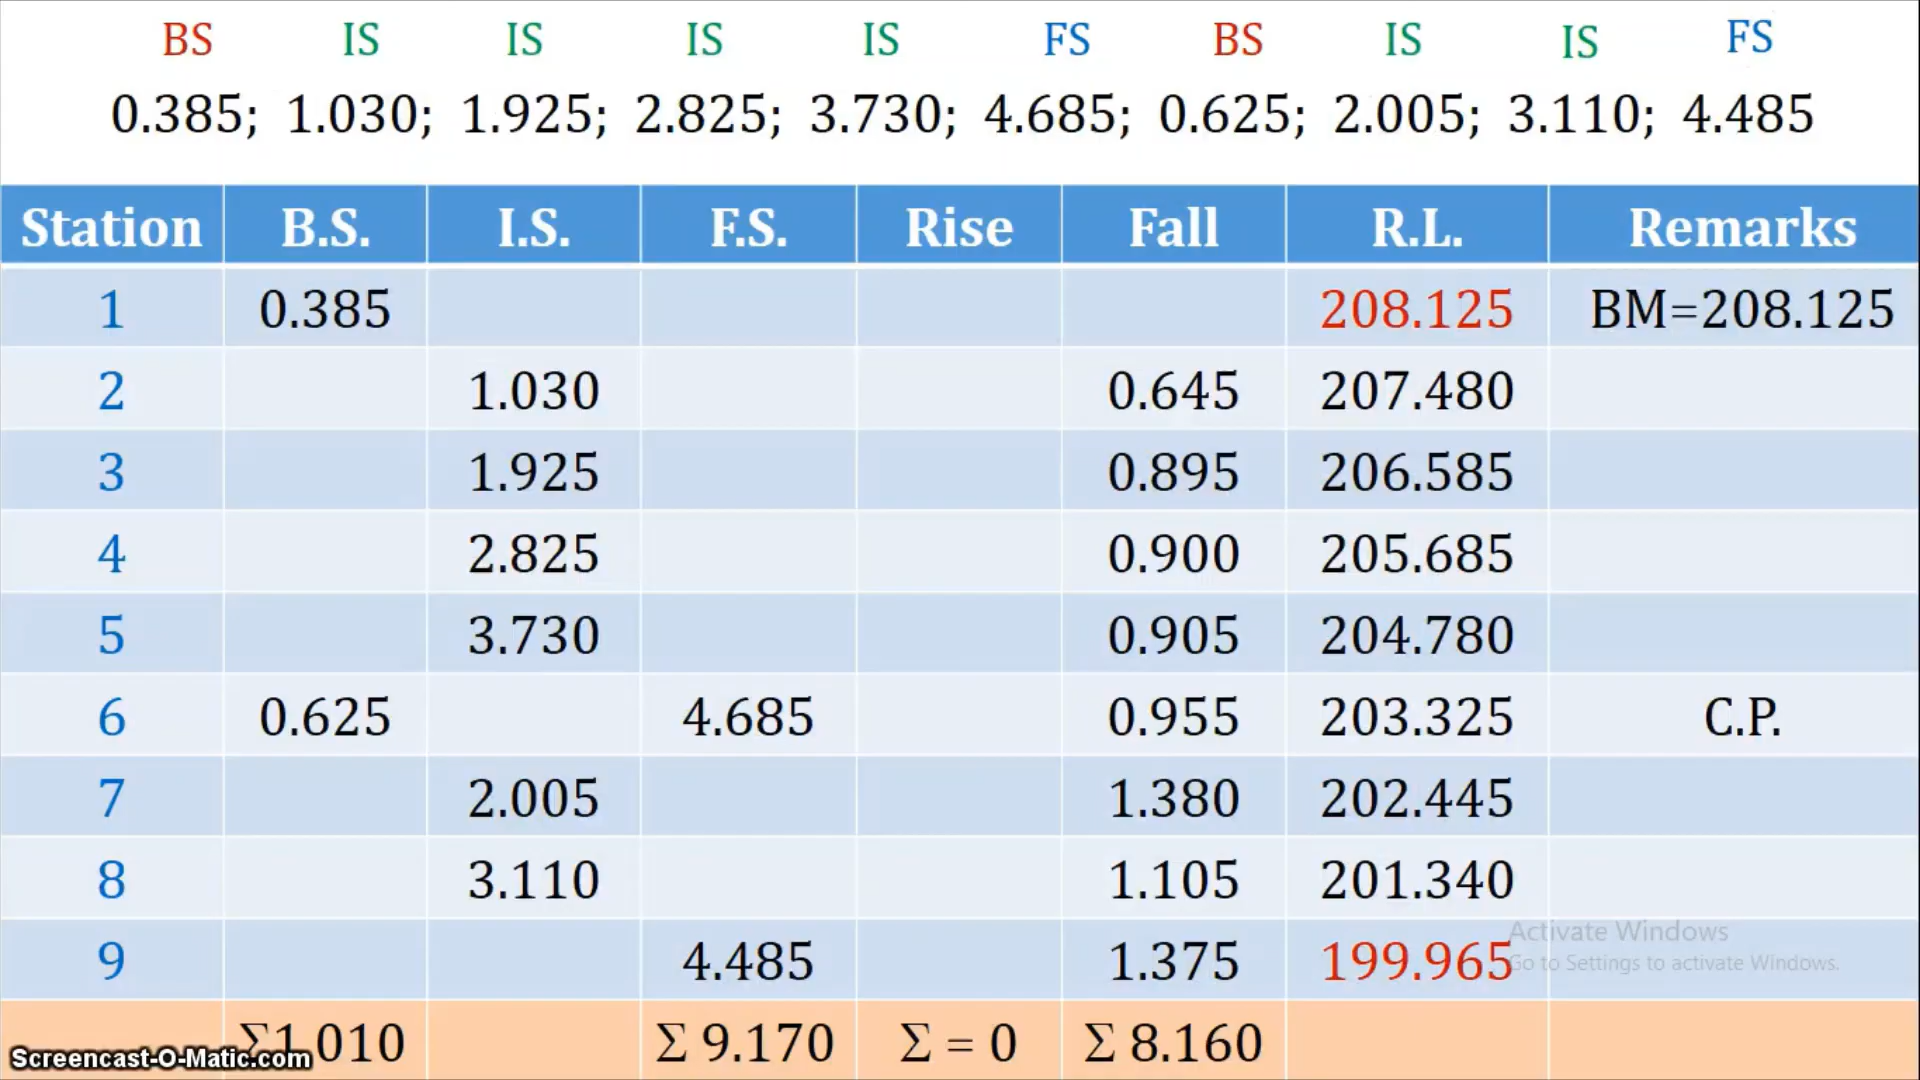 BS IS IS IS IS FS BS IS IS FS
0.385; 1.030; 1.925; 2.825; 3.730; 4.685; 0.625; 2.005; 3.110; 4.485
Station B.S. I.S. F.S. Rise Fall R.L. Remarks
1 0.385 208.125 BM=208.125
2 1.030 0.645 207.480
3 1.925 0.895 206.585
4 2.825 0.900 205.685
5 3.730 0.905 204.780
6 0.625 4.685 0.955 203.325 C.P.
7 2.005 1.380 202.445
8 3.110 1.105 201.340
9 4.485 1.375 199.965
Activate Windows
Go to Settings to activate Windows.
Σ1.010 Σ 9.170 Σ = 0 Σ 8.160
Screencast-O-Matic.com